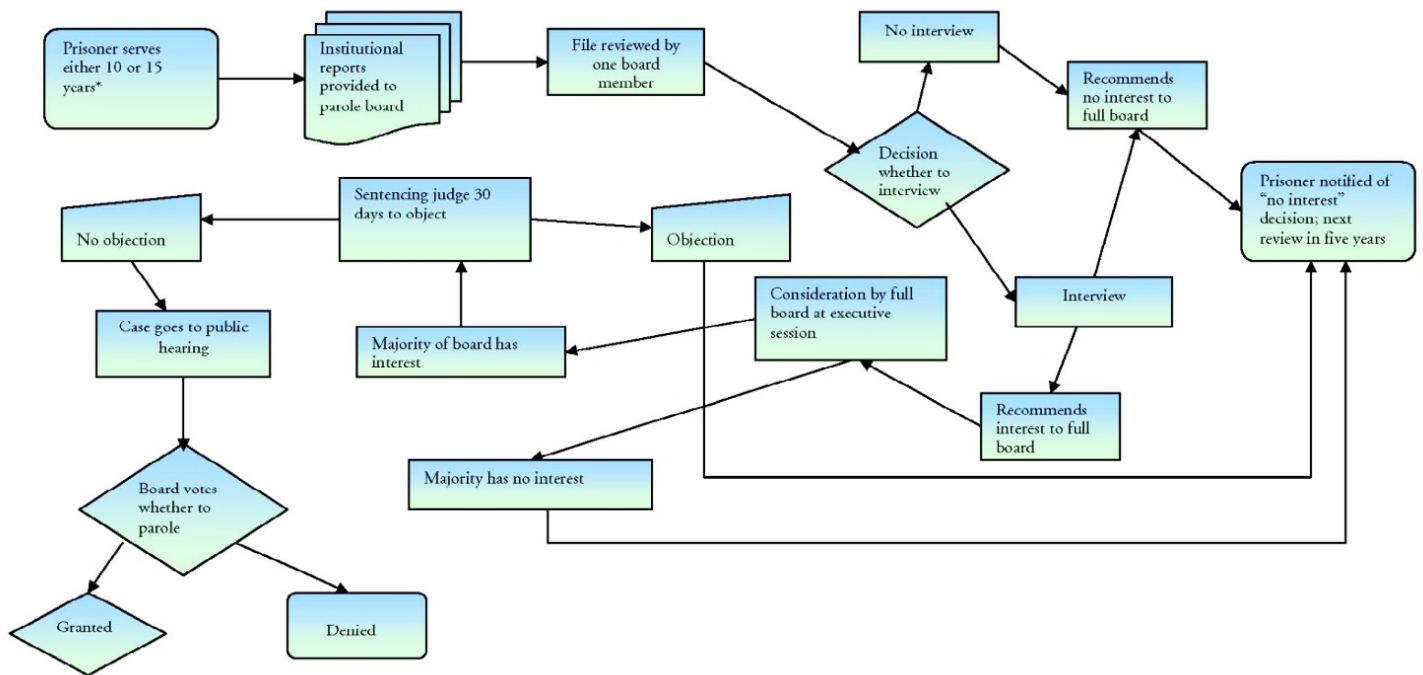 Prisoner serves
either 10 or 15
years*
Institutional
reports
provided to
parole board
File reviewed by
one board
member
No interview
Recommends
no interest to
full board
Decision
whether to
interview
Prisoner notified of
“no interest”
decision; next
review in five years
Sentencing judge 30
days to object
No objection
Objection
Interview
Consideration by full
board at executive
session
Case goes to public
hearing
Majority of board has
interest
Recommends
interest to full
board
Majority has no interest
Board votes
whether to
parole
Granted
Denied